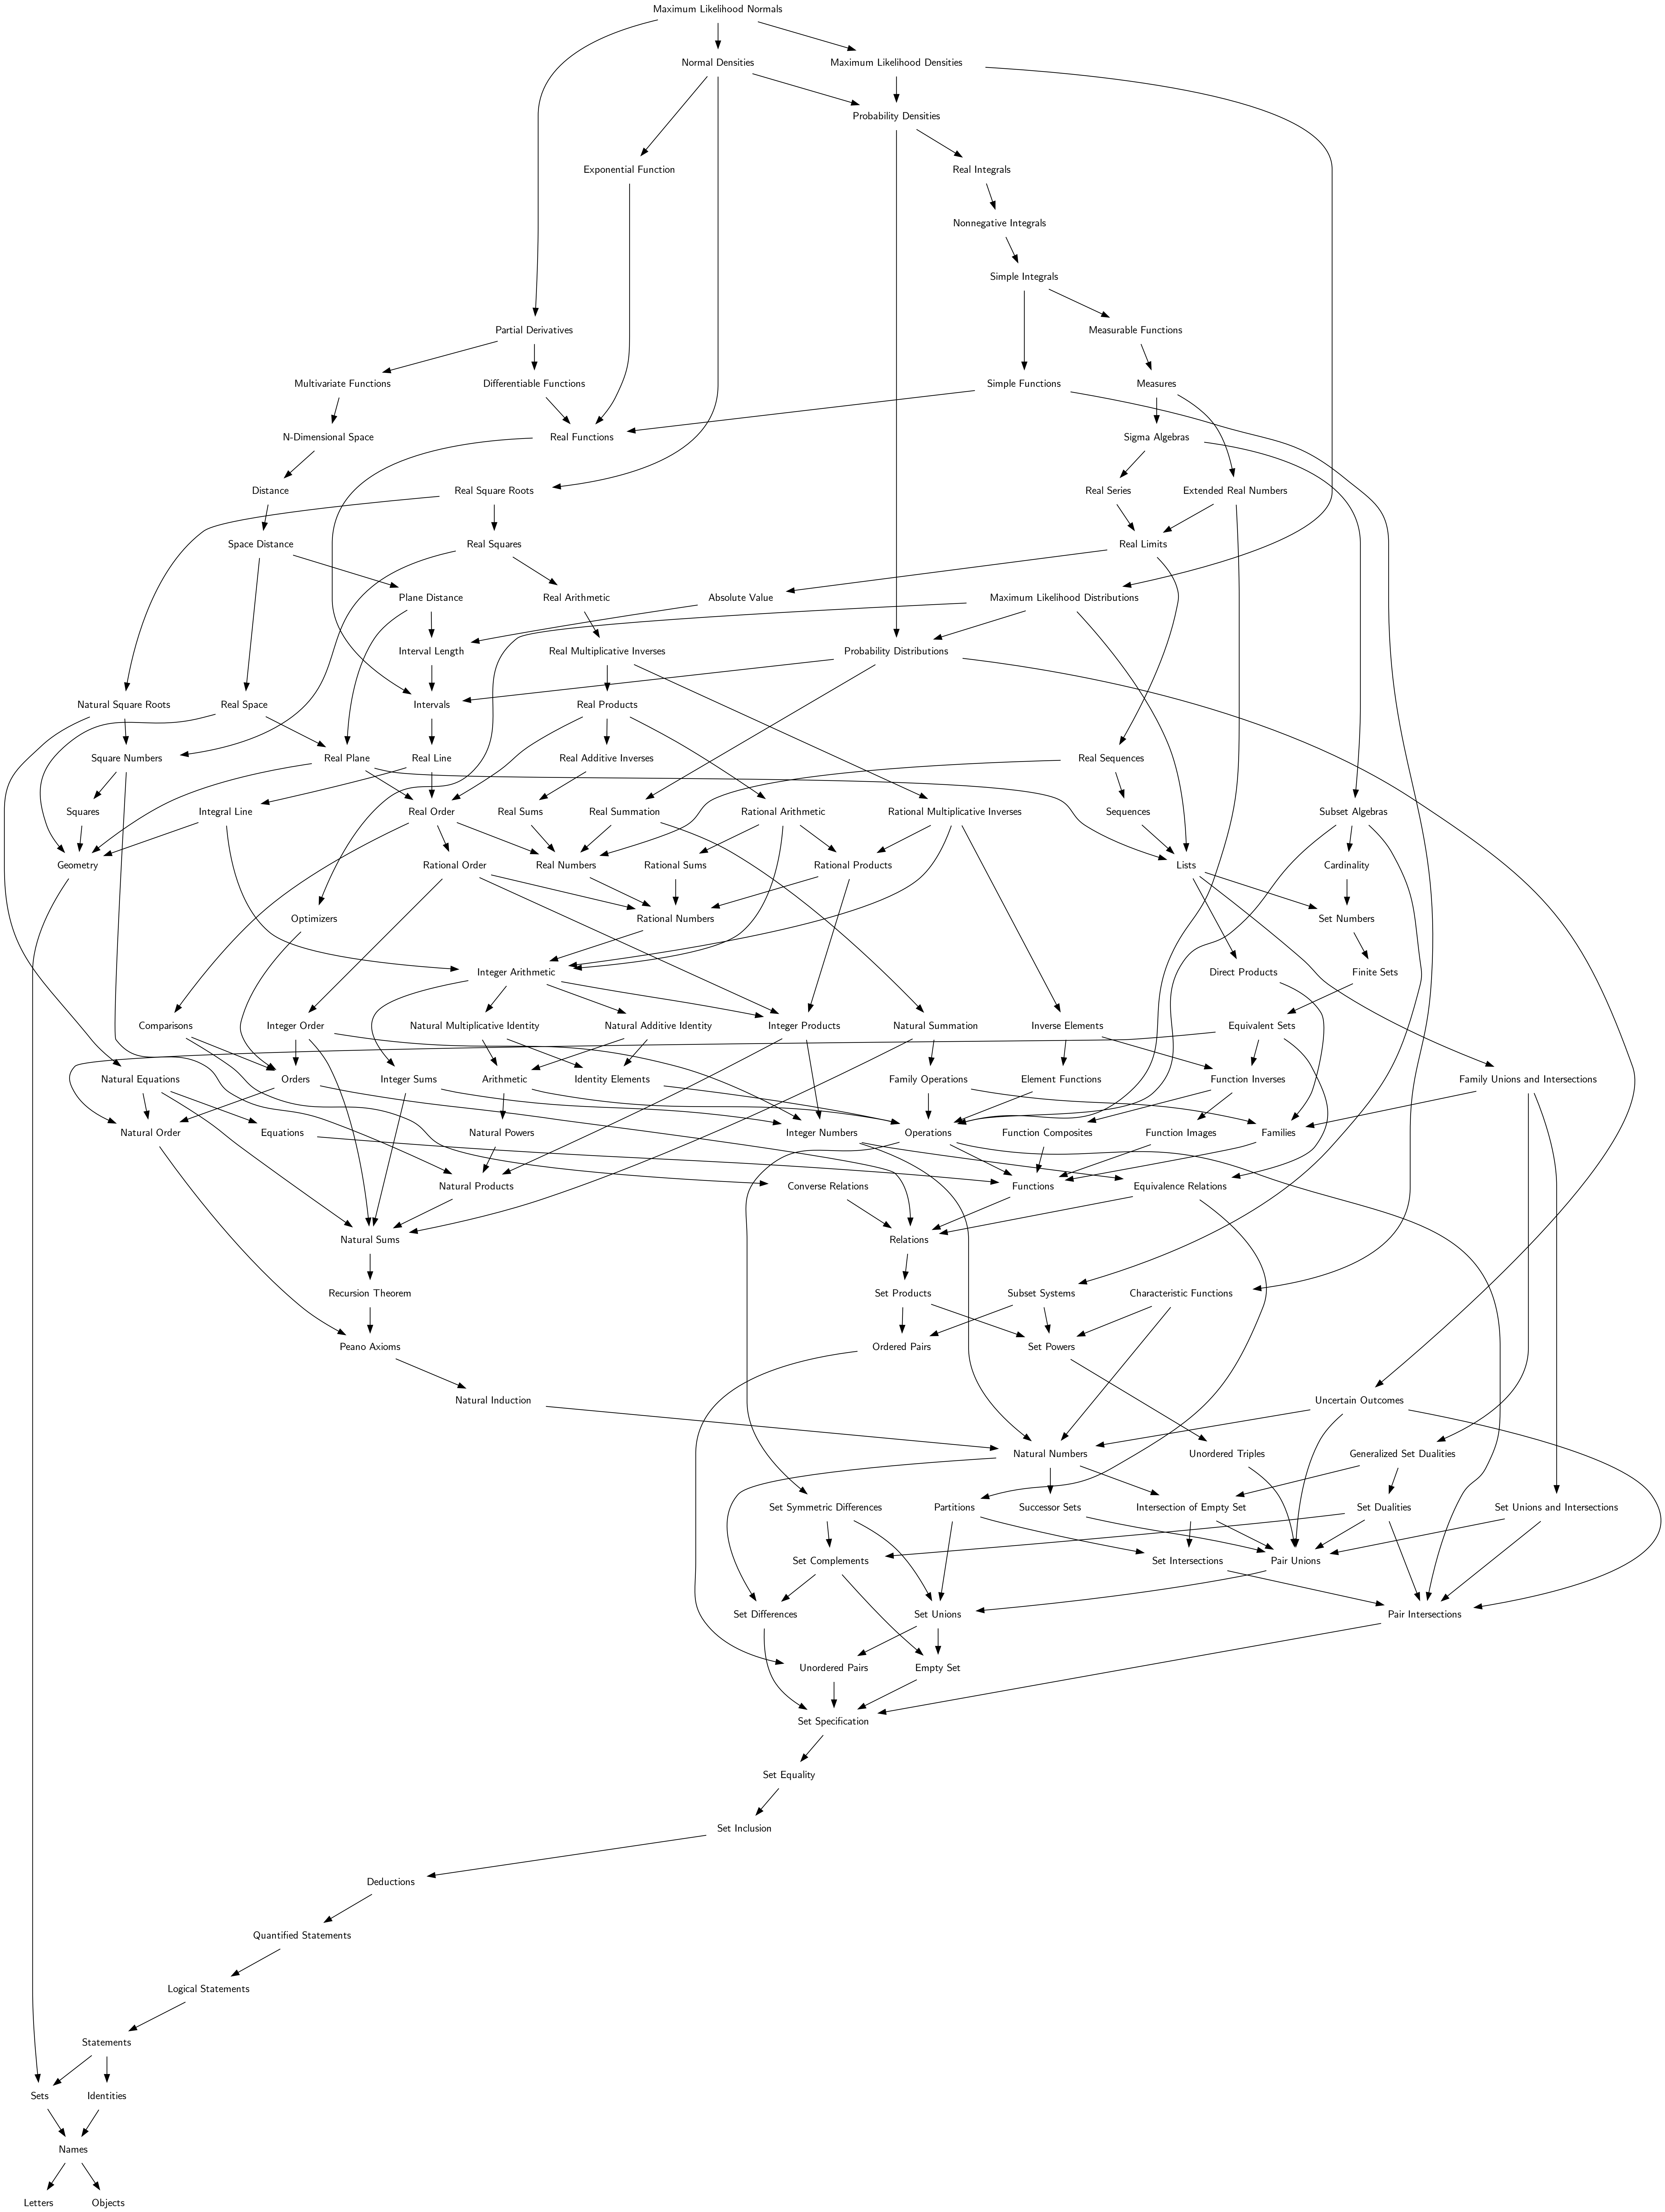 Maximum Likelihood Normals
Normal Densities
Maximum Likelihood Densities
Probability Densities
Exponential Function
Real Integrals
Nonnegative Integrals
Simple Integrals
Partial Derivatives
Measurable Functions
Multivariate Functions
Differentiable Functions
Simple Functions
Measures
N-Dimensional Space
Real Functions
Sigma Algebras
Distance
Real Square Roots
Real Series
Extended Real Numbers
Space Distance
Real Squares
Real Limits
Plane Distance
Real Arithmetic
Absolute Value
Maximum Likelihood Distributions
Interval Length
Real Multiplicative Inverses
Probability Distributions
Natural Square Roots
Real Space
Intervals
Real Products
Square Numbers
Real Plane
Real Line
Real Additive Inverses
Real Sequences
Squares
Integral Line
Real Order
Real Sums
Real Summation
Rational Arithmetic
Rational Multiplicative Inverses
Sequences
Subset Algebras
Geometry
Rational Order
Real Numbers
Rational Sums
Rational Products
Lists
Cardinality
Optimizers
Rational Numbers
Set Numbers
Integer Arithmetic
Direct Products
Finite Sets
Comparisons
Integer Order
Natural Multiplicative Identity
Natural Additive Identity
Integer Products
Natural Summation
Inverse Elements
Equivalent Sets
Natural Equations
Orders
Integer Sums
Arithmetic
Identity Elements
Family Operations
Element Functions
Function Inverses
Family Unions and Intersections
Natural Order
Equations
Natural Powers
Integer Numbers
Operations
Function Composites
Function Images
Families
Natural Products
Converse Relations
Functions
Equivalence Relations
Natural Sums
Relations
Recursion Theorem
Set Products
Subset Systems
Characteristic Functions
Peano Axioms
Ordered Pairs
Set Powers
Natural Induction
Uncertain Outcomes
Natural Numbers
Unordered Triples
Generalized Set Dualities
Set Symmetric Differences
Partitions
Successor Sets
Intersection of Empty Set
Set Dualities
Set Unions and Intersections
Set Complements
Set Intersections
Pair Unions
Set Differences
Set Unions
Pair Intersections
Unordered Pairs
Empty Set
Set Specification
Set Equality
Set Inclusion
Deductions
Quantified Statements
Logical Statements
Statements
Sets
Identities
Names
Letters
Objects